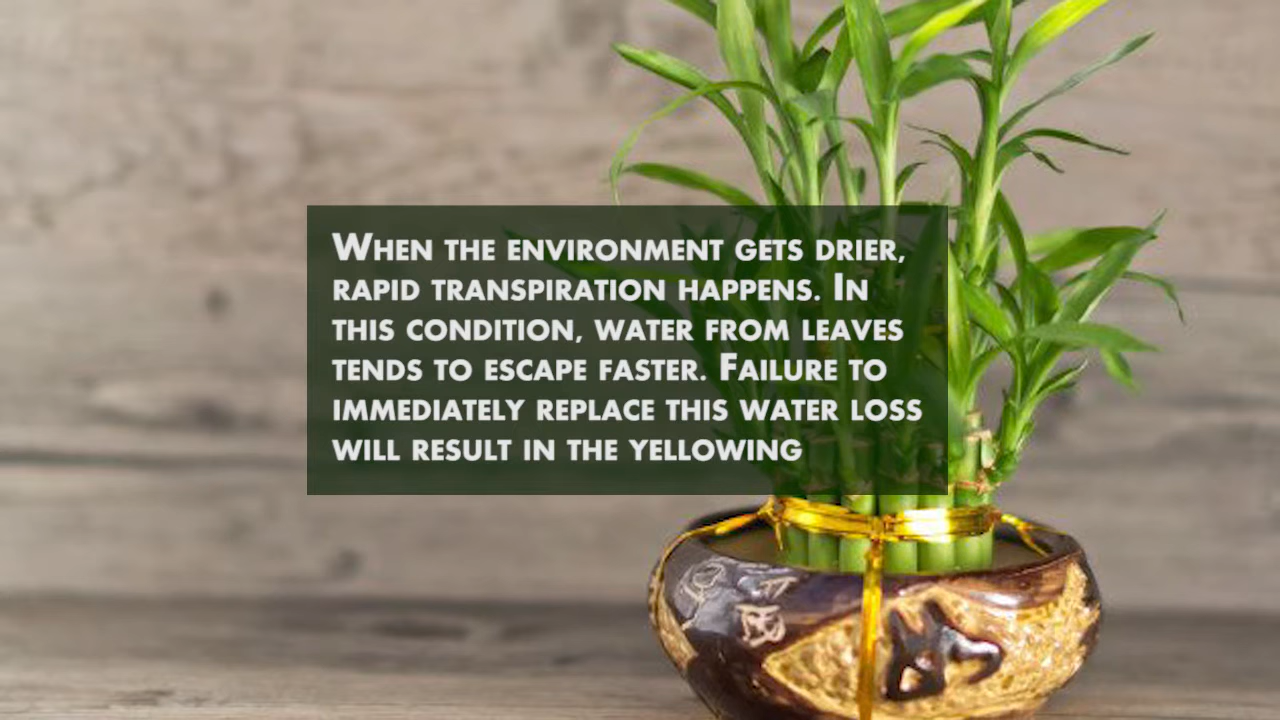 When the environment gets drier,
rapid transpiration happens. In
this condition, water from leaves
tends to escape faster. Failure to
immediately replace this water loss
will result in the yellowing